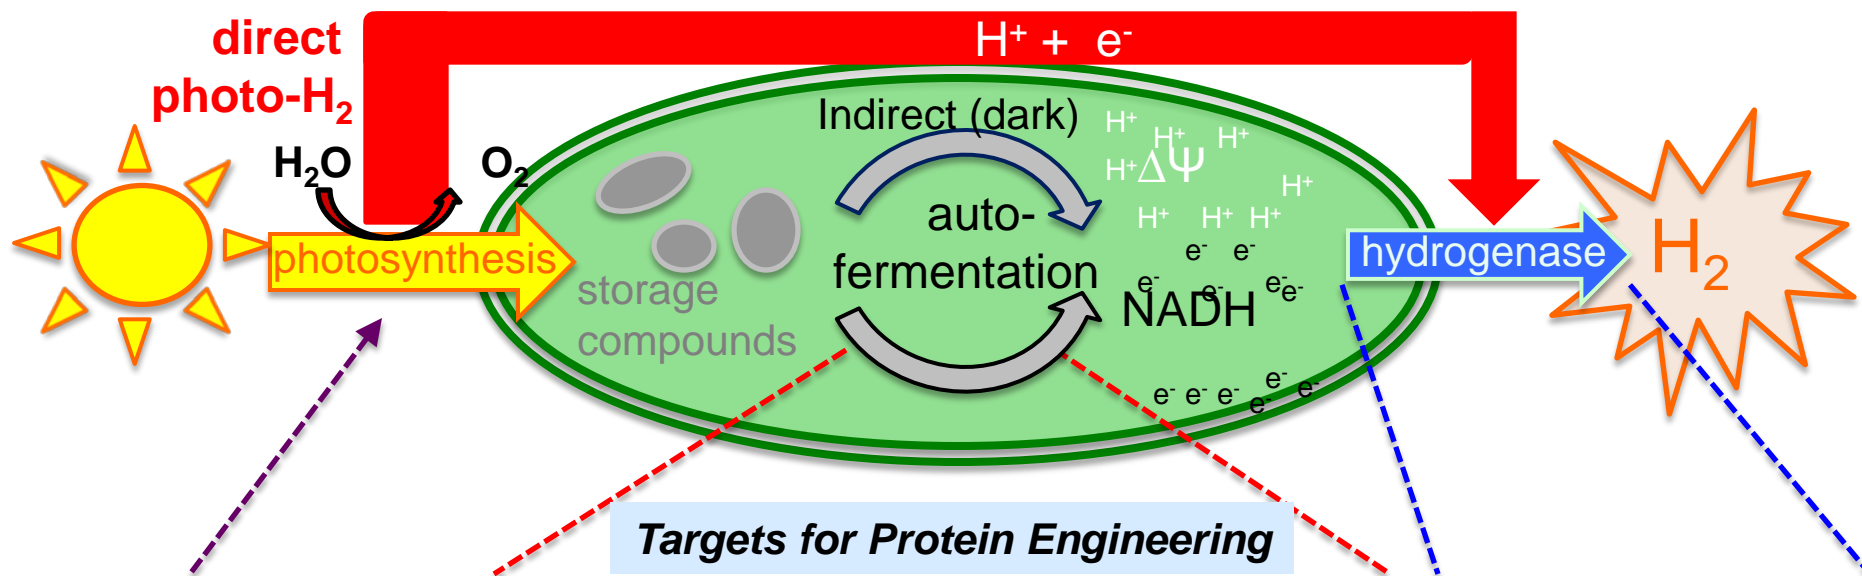 direct
photo-H₂
H⁺ + e⁻
H₂O
O₂
photosynthesis
storage
compounds
Indirect (dark)
auto-
fermentation
H⁺
H⁺ H⁺
H⁺ ΔΨ
H⁺
H⁺ H⁺ H⁺
e⁻ e⁻
e⁻ e⁻ e⁻ e⁻
NADH
e⁻ e⁻ e⁻ e⁻ e⁻ e⁻
hydrogenase
H₂
Targets for Protein Engineering